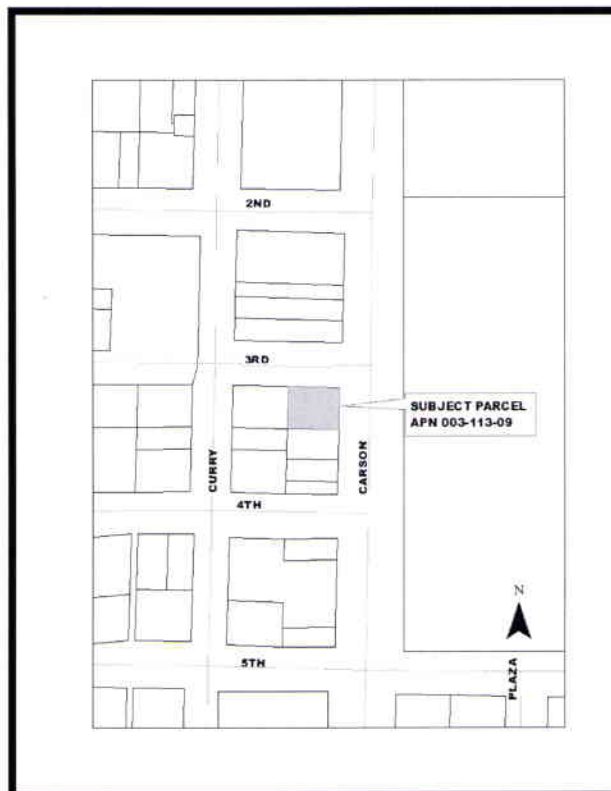 2ND
3RD
SUBJECT PARCEL
APN 003-113-09
CURRY
CARSON
4TH
N
5TH
PLAZA